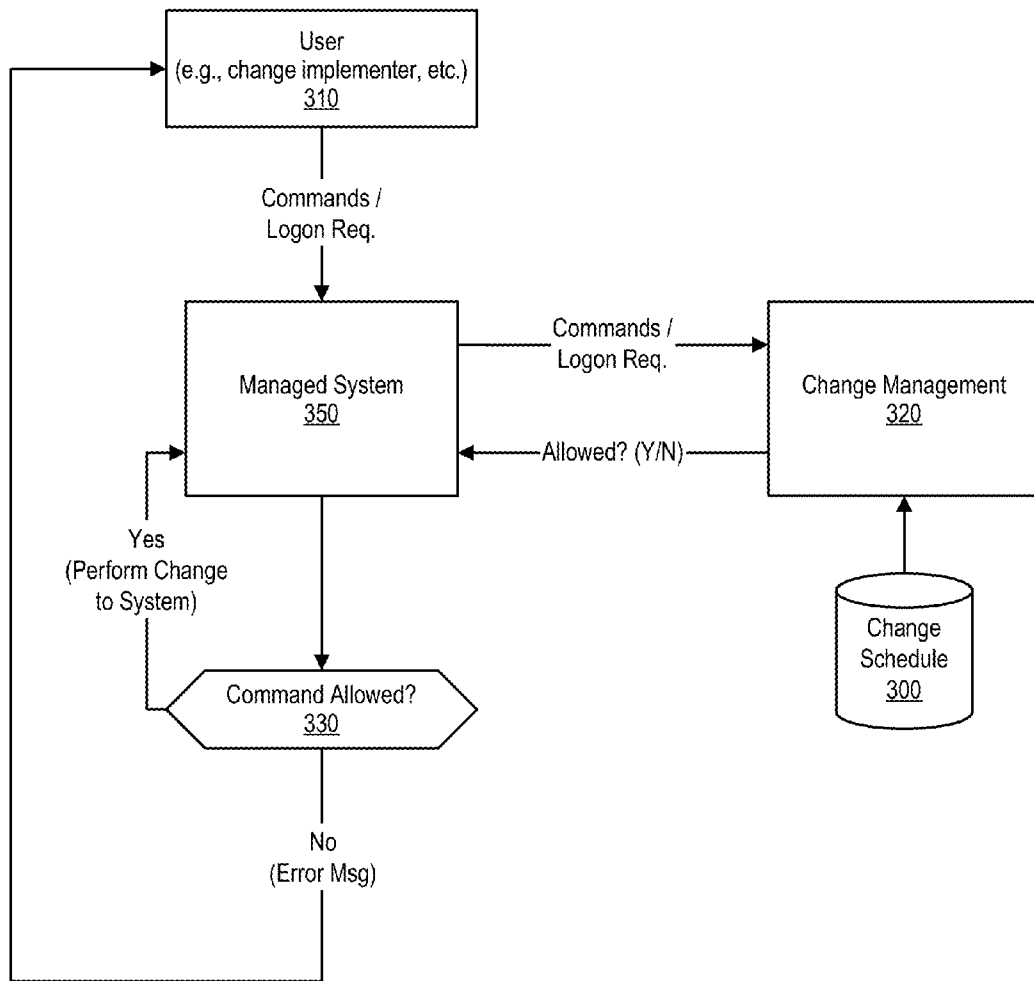 User
(e.g., change implementer, etc.)
310
Commands /
Logon Req.
Managed System
350
Commands /
Logon Req.
Allowed? (Y/N)
Change Management
320
Yes
(Perform Change
to System)
Change
Schedule
300
Command Allowed?
330
No
(Error Msg)